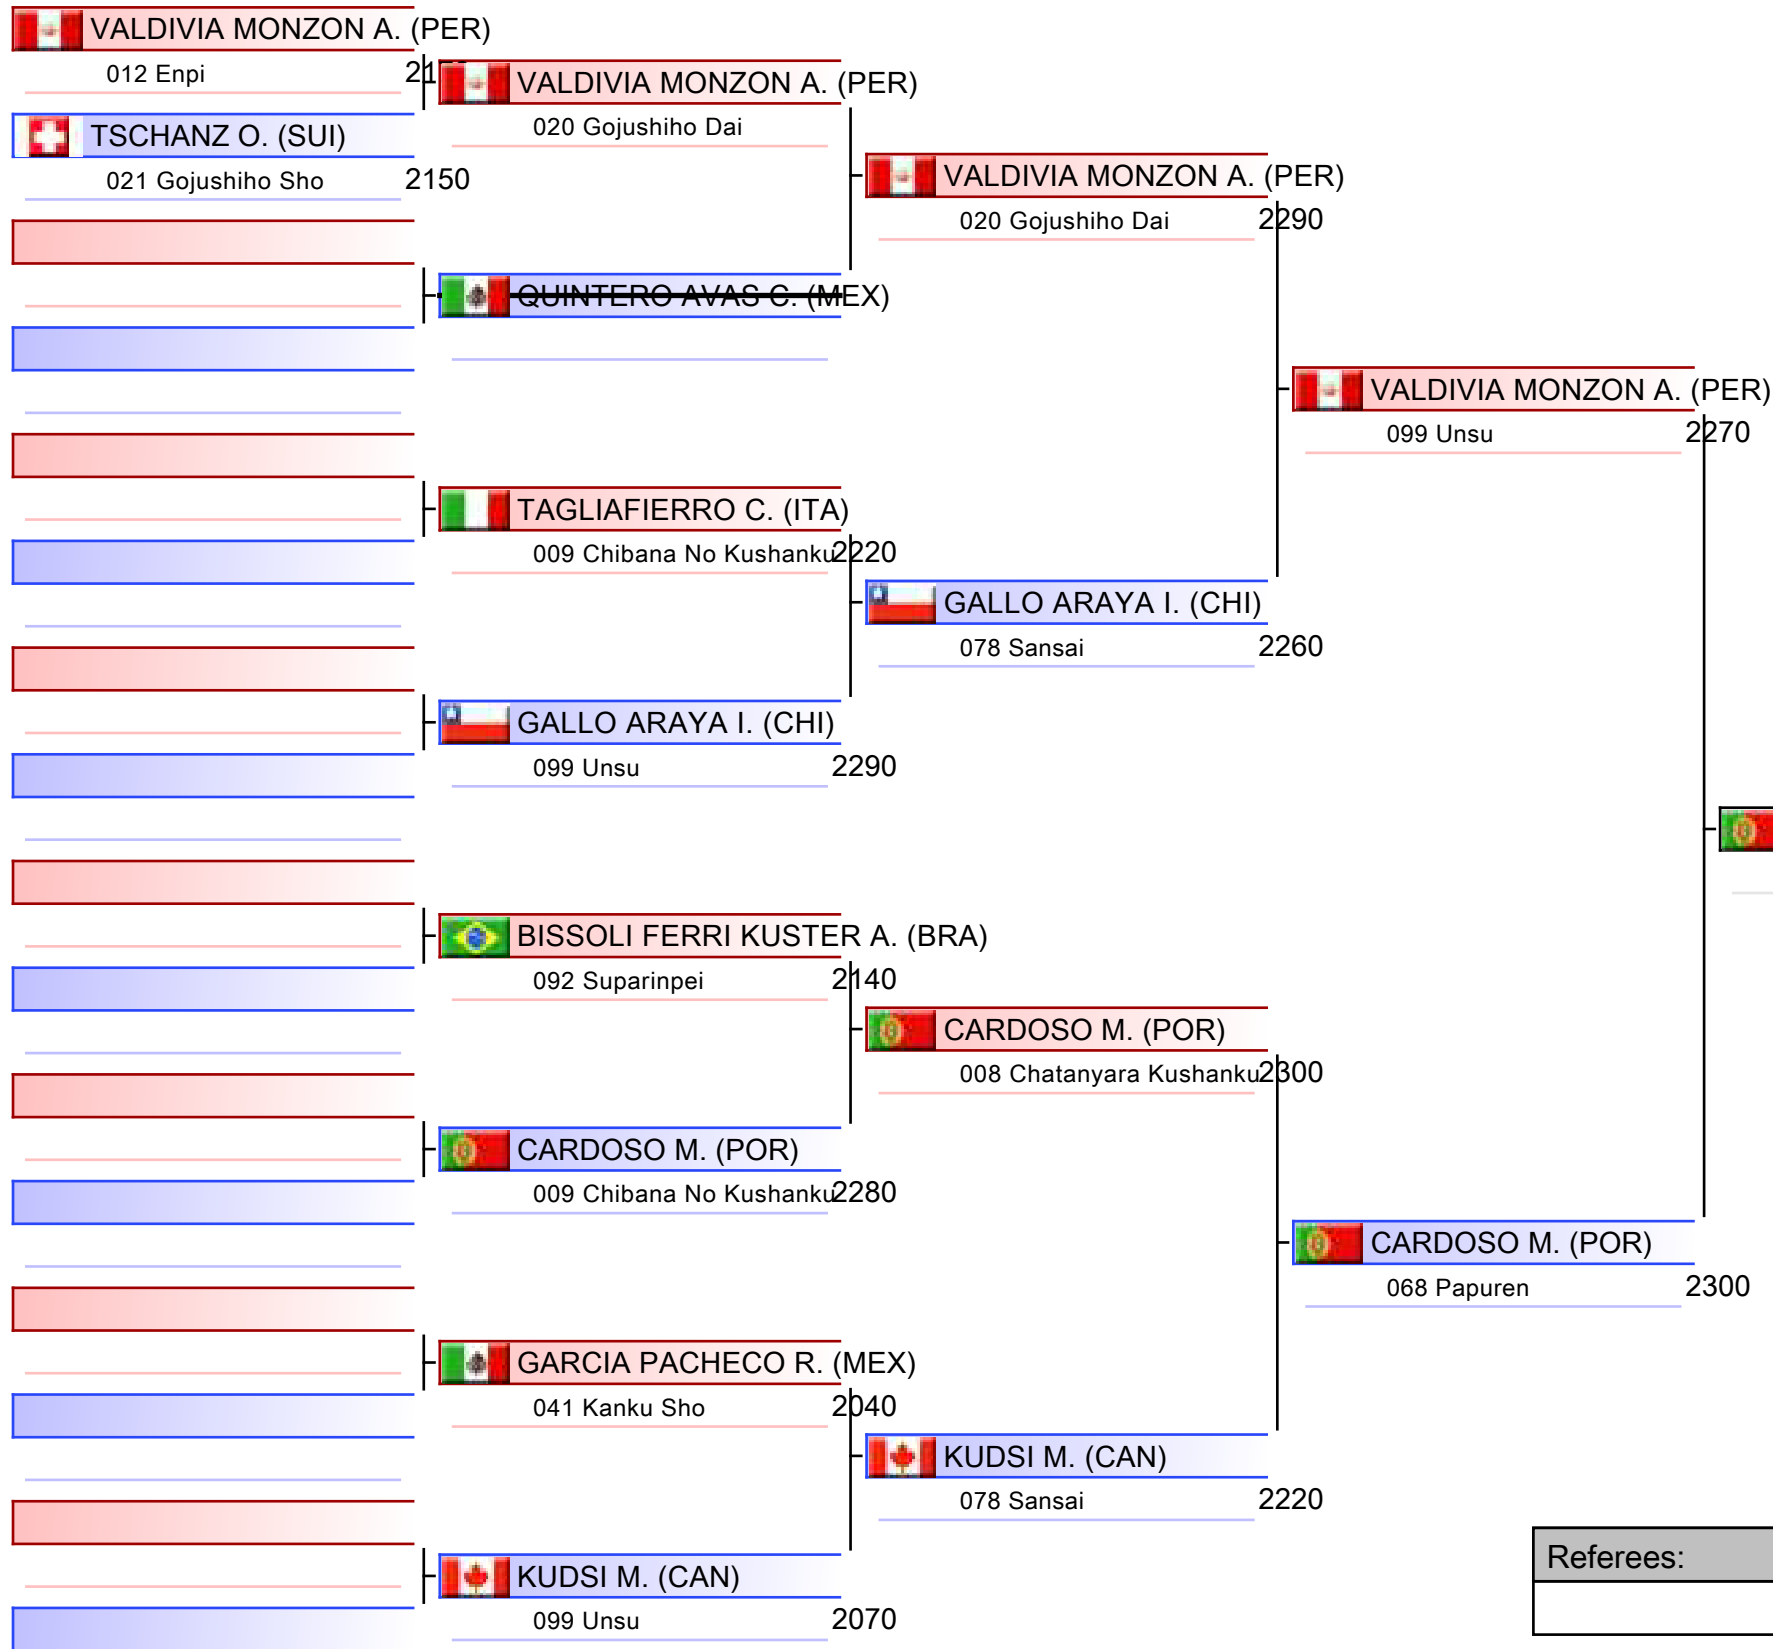 VALDIVIA MONZON A. (PER)
012 Enpi
TSCHANZ O. (SUI)
021 Gojushiho Sho 2150
VALDIVIA MONZON A. (PER)
020 Gojushiho Dai
QUINTERO AVAS C. (MEX)
TAGLIAFIERRO C. (ITA)
009 Chibana No Kushanku 2220
GALLO ARAYA I. (CHI)
099 Unsu 2290
BISSOLI FERRI KUSTER A. (BRA)
092 Suparinpei 2140
CARDOSO M. (POR)
009 Chibana No Kushanku 2280
GARCIA PACHECO R. (MEX)
041 Kanku Sho 2040
KUDSI M. (CAN)
099 Unsu 2070
VALDIVIA MONZON A. (PER)
020 Gojushiho Dai 2290
GALLO ARAYA I. (CHI)
078 Sansai 2260
CARDOSO M. (POR)
008 Chatanyara Kushanku 2300
KUDSI M. (CAN)
078 Sansai 2220
VALDIVIA MONZON A. (PER)
099 Unsu 2270
CARDOSO M. (POR)
068 Papuren 2300
Referees: